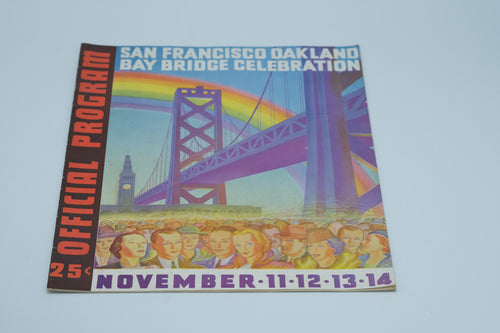 SAN FRANCISCO OAKLAND
BAY BRIDGE CELEBRATION
OFFICIAL PROGRAM
25¢
NOVEMBER·11·12·13·14